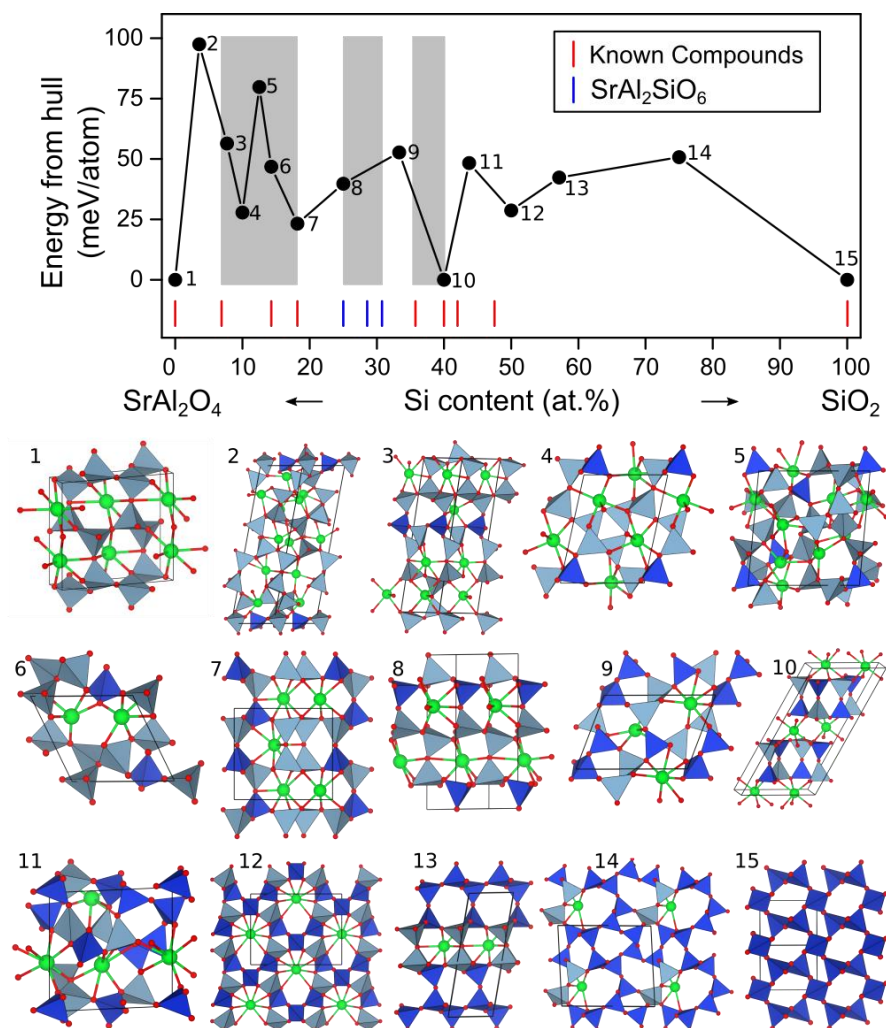 Energy from hull
(meV/atom)
100
75
50
25
0
Known Compounds
SrAl₂SiO₆
1
2
3
4
5
6
7
8
9
10
11
12
13
14
15
0 10 20 30 40 50 60 70 80 90 100
SrAl₂O₄ ← Si content (at.%) → SiO₂
1 2 3 4 5
6 7 8 9 10
11 12 13 14 15